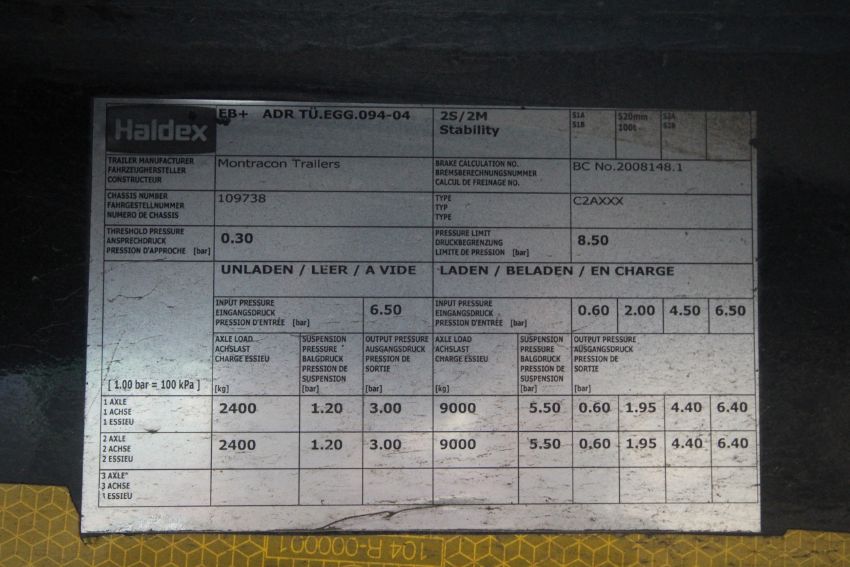 Haldex
EB+ ADR TÜ.EGG.094-04
2S/2M
Stability
S1A
S1B
520mm
100t
S2A
S2B
TRAILER MANUFACTURER
FAHRZEUGHERSTELLER
CONSTRUCTEUR
Montracon Trailers
BRAKE CALCULATION NO.
BREMSBERECHNUNGSNUMMER
CALCUL DE FREINAGE NO.
BC No.2008148.1
CHASSIS NUMBER
FAHRGESTELLNUMMER
NUMERO DE CHASSIS
109738
TYPE
TYP
TYPE
C2AXXX
THRESHOLD PRESSURE
ANSPRECHDRUCK
PRESSION D'APPROCHE [bar]
0.30
PRESSURE LIMIT
DRUCKBEGRENZUNG
LIMITE DE PRESSION [bar]
8.50
UNLADEN / LEER / A VIDE
LADEN / BELADEN / EN CHARGE
INPUT PRESSURE
EINGANGSDRUCK
PRESSION D'ENTRÉE [bar]
6.50
INPUT PRESSURE
EINGANGSDRUCK
PRESSION D'ENTRÉE [bar]
0.60 2.00 4.50 6.50
[ 1.00 bar = 100 kPa ]
AXLE LOAD
ACHSLAST
CHARGE ESSIEU
[kg]
SUSPENSION
PRESSURE
BALGDRUCK
PRESSION DE
SUSPENSION
[bar]
OUTPUT PRESSURE
AUSGANGSDRUCK
PRESSION DE
SORTIE
[bar]
AXLE LOAD
ACHSLAST
CHARGE ESSIEU
[kg]
SUSPENSION
PRESSURE
BALGDRUCK
PRESSION DE
SUSPENSION
[bar]
OUTPUT PRESSURE
AUSGANGSDRUCK
PRESSION DE
SORTIE
[bar]
1 AXLE
1 ACHSE
1 ESSIEU
2400 1.20 3.00 9000 5.50 0.60 1.95 4.40 6.40
2 AXLE
2 ACHSE
2 ESSIEU
2400 1.20 3.00 9000 5.50 0.60 1.95 4.40 6.40
3 AXLE
3 ACHSE
ESSIEU
104 R-000001